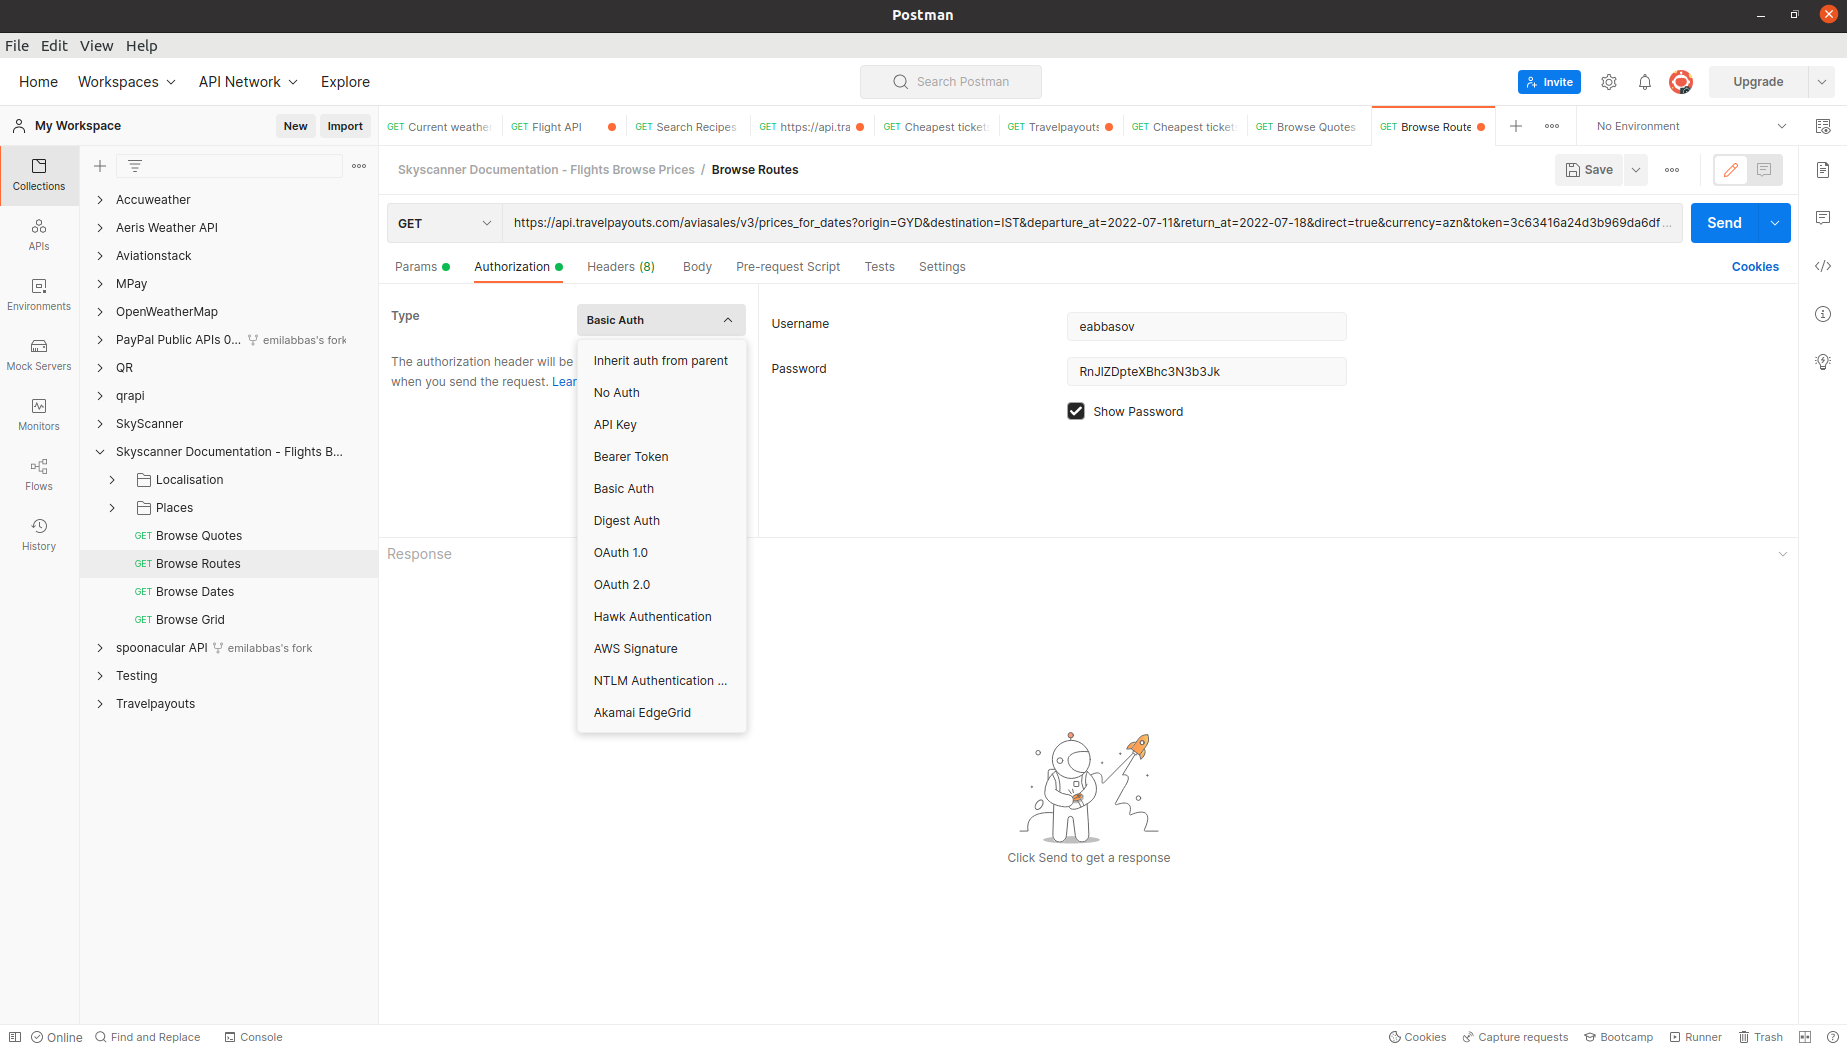 Postman
File Edit View Help
Home Workspaces API Network Explore Search Postman Invite Upgrade
My Workspace New Import
GET Current weather GET Flight API GET Search Recipes GET https://api.tra GET Cheapest ticket GET Travelpayouts GET Cheapest ticket GET Browse Quotes GET Browse Route No Environment
Collections
APIs
Environments
Mock Servers
Monitors
Flows
History
Accuweather
Aeris Weather API
Aviationstack
MPay
OpenWeatherMap
PayPal Public APIs 0... emilabbas's fork
QR
qrapi
SkyScanner
Skyscanner Documentation - Flights B...
Localisation
Places
GET Browse Quotes
GET Browse Routes
GET Browse Dates
GET Browse Grid
spoonacular API emilabbas's fork
Testing
Travelpayouts
Skyscanner Documentation - Flights Browse Prices / Browse Routes Save
GET https://api.travelpayouts.com/aviasales/v3/prices_for_dates?origin=GYD&destination=IST&departure_at=2022-07-11&return_at=2022-07-18&direct=true&currency=azn&token=3c63416a24d3b969da6df... Send
Params Authorization Headers (8) Body Pre-request Script Tests Settings Cookies
Type Basic Auth
The authorization header will be
when you send the request. Lear
Inherit auth from parent
No Auth
API Key
Bearer Token
Basic Auth
Digest Auth
OAuth 1.0
OAuth 2.0
Hawk Authentication
AWS Signature
NTLM Authentication ...
Akamai EdgeGrid
Username eabbasov
Password RnJlZDpteXBhc3N3b3Jk
Show Password
Response
Click Send to get a response
Online Find and Replace Console Cookies Capture requests Bootcamp Runner Trash